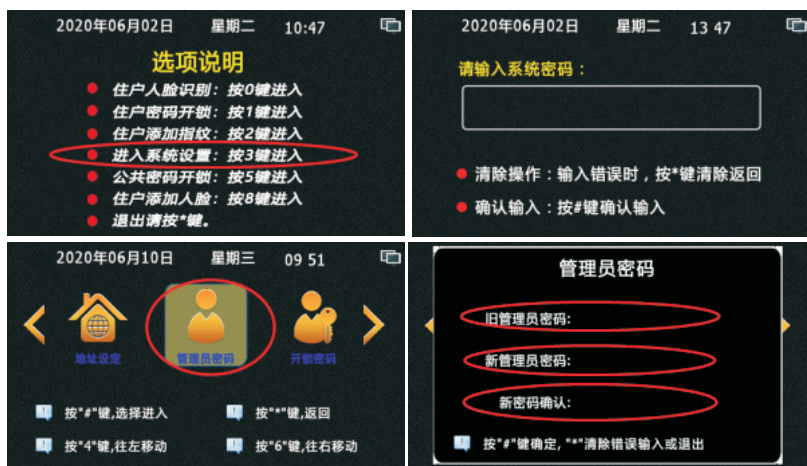 2020年06月02日 星期二 10:47
选项说明
住户人脸识别：按0键进入
住户密码开锁：按1键进入
住户添加指纹：按2键进入
进入系统设置：按3键进入
公共密码开锁：按5键进入
住户添加人脸：按8键进入
退出请按*键。
2020年06月02日 星期二 13 47
请输入系统密码：
清除操作：输入错误时，按*键清除返回
确认输入：按#键确认输入
2020年06月10日 星期三 09 51
地址设定 管理员密码 开锁密码
按"#"键,选择进入 按"*"键,返回
按"4"键,往左移动 按"6"键,往右移动
管理员密码
旧管理员密码:
新管理员密码:
新密码确认:
按"#"键确定, "*"清除错误输入或退出